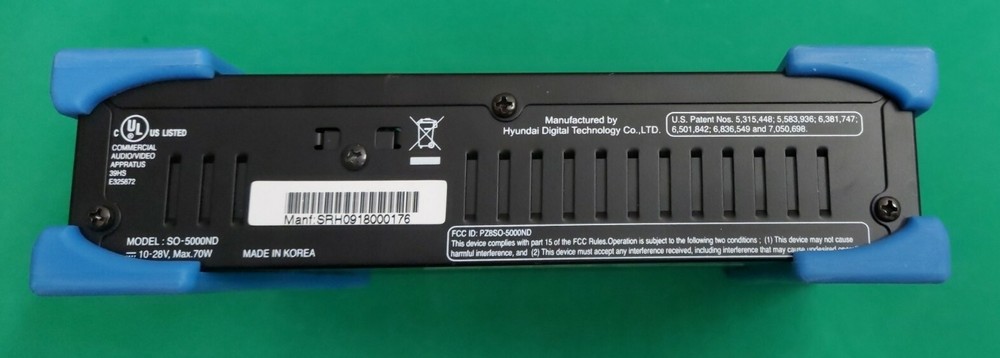 C UL US LISTED
COMMERCIAL
AUDIO/VIDEO
APPRATUS
39HS
E325672
Manufactured by
Hyundai Digital Technology Co.,LTD.
U.S. Patent Nos. 5,315,448; 5,583,936; 6,381,747;
6,501,842; 6,836,549 and 7,050,698.
Manf:SRH0918000176
MODEL : SO-5000ND
10-28V, Max.70W
MADE IN KOREA
FCC ID: PZ8SO-5000ND
This device complies with part 15 of the FCC Rules.Operation is subject to the following two conditions ; (1) This device may not cause
harmful interference, and (2) This device must accept any interference received, including interference that may cause undesired